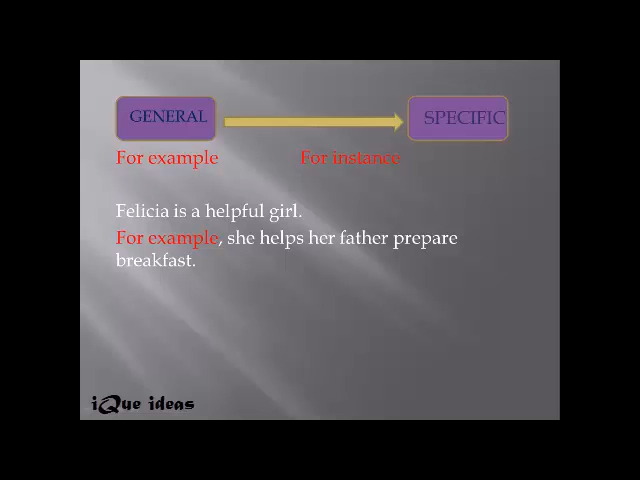 GENERAL SPECIFIC
For example For instance
Felicia is a helpful girl.
For example, she helps her father prepare
breakfast.
iQue ideas